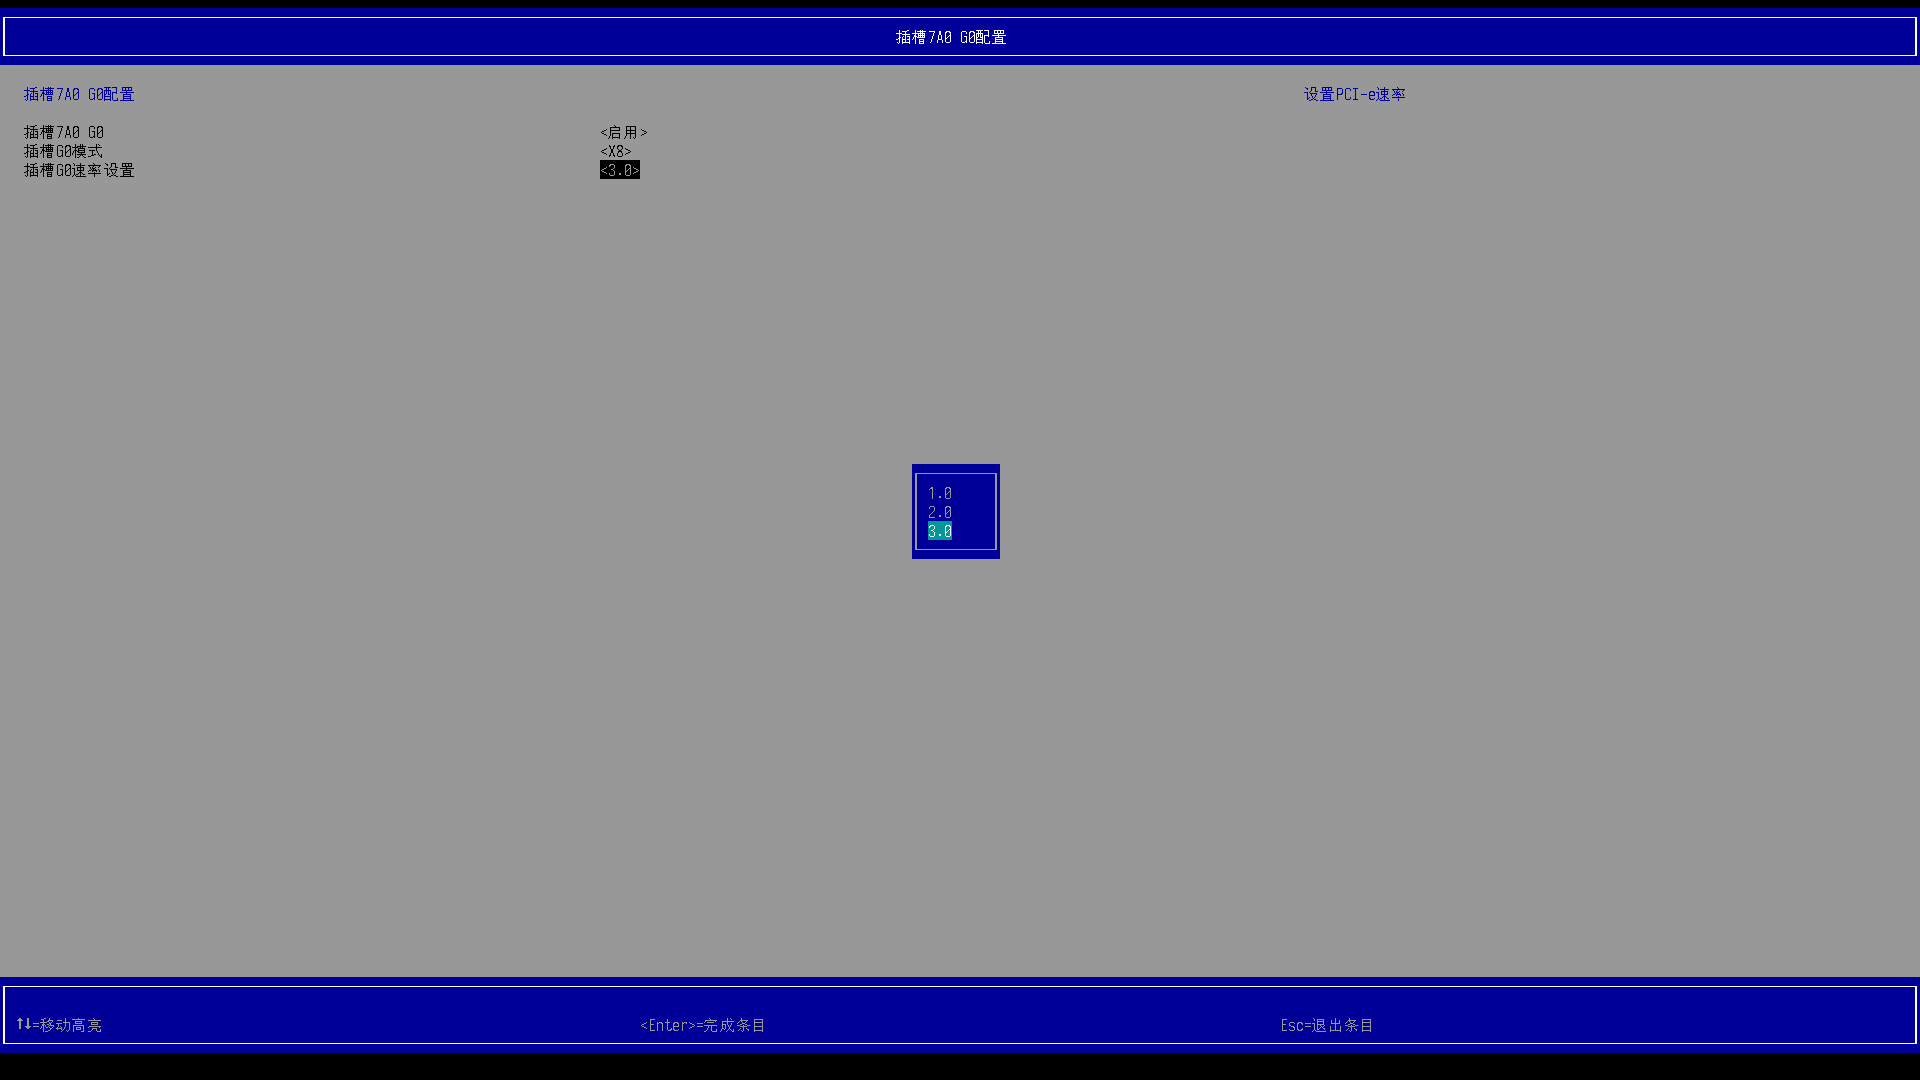 插槽7A0 G0配置
插槽7A0 G0配置
设置PCI-e速率
插槽7A0 G0 <启用>
插槽G0模式 <X8>
插槽G0速率设置 <3.0>
1.0
2.0
3.0
↑↓=移动高亮 <Enter>=完成条目 Esc=退出条目